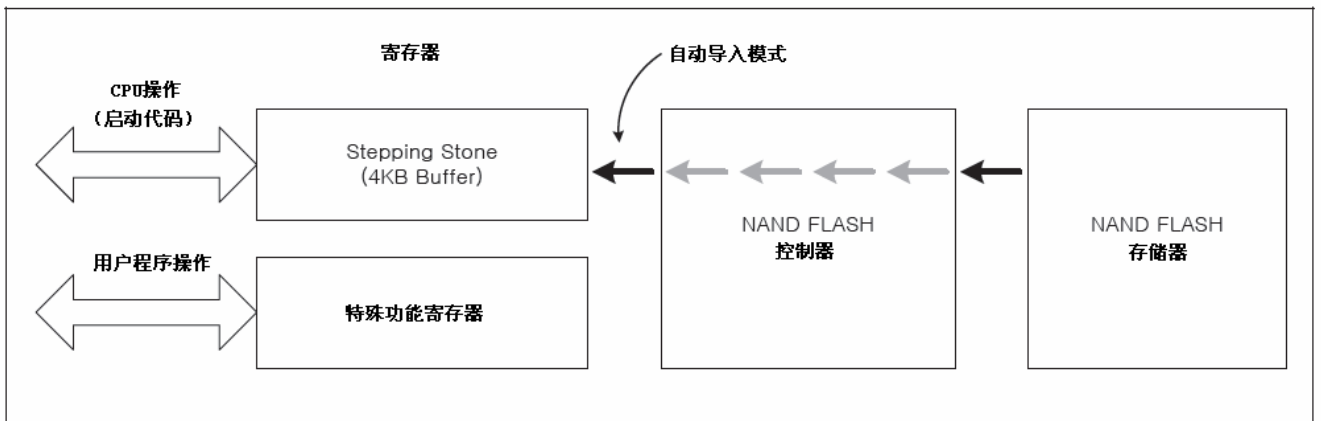 寄存器
自动导入模式
CPU操作
（启动代码）
Stepping Stone
(4KB Buffer)
NAND FLASH
控制器
NAND FLASH
存储器
用户程序操作
特殊功能寄存器